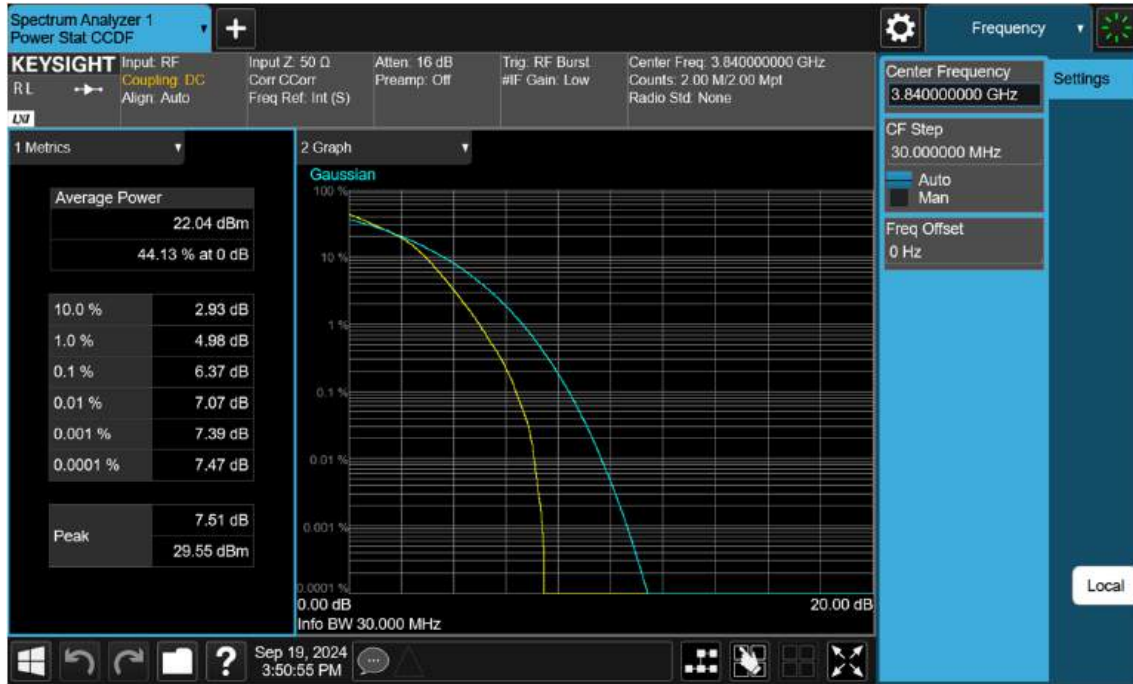 Spectrum Analyzer 1
Power Stat CCDF
+
Frequency
KEYSIGHT
RL
LXI
Input: RF
Coupling: DC
Align: Auto
Input Z: 50 Ω
Corr CCorr
Freq Ref: Int (S)
Atten: 16 dB
Preamp: Off
Trig: RF Burst
#IF Gain: Low
Center Freq: 3.840000000 GHz
Counts: 2.00 M/2.00 Mpt
Radio Std: None
Center Frequency
3.840000000 GHz
Settings
CF Step
30.000000 MHz
Auto
Man
Freq Offset
0 Hz
1 Metrics
Average Power
22.04 dBm
44.13 % at 0 dB
10.0 % 2.93 dB
1.0 % 4.98 dB
0.1 % 6.37 dB
0.01 % 7.07 dB
0.001 % 7.39 dB
0.0001 % 7.47 dB
Peak
7.51 dB
29.55 dBm
2 Graph
Gaussian
100 %
10 %
1 %
0.1 %
0.01 %
0.001 %
0.0001 %
0.00 dB 20.00 dB
Info BW 30.000 MHz
Local
?
Sep 19, 2024
3:50:55 PM